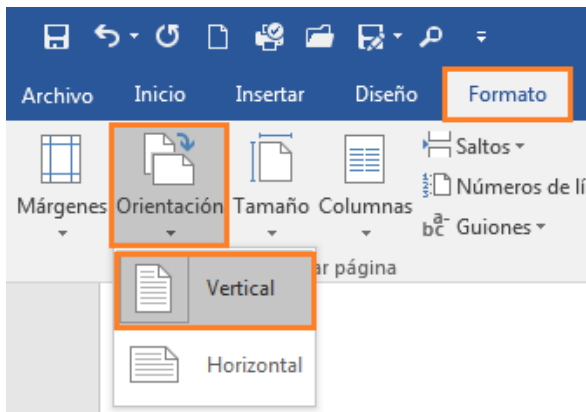 Archivo Inicio Insertar Diseño Formato
Márgenes Orientación Tamaño Columnas
Saltos
Números de lí
Guiones
ar página
Vertical
Horizontal